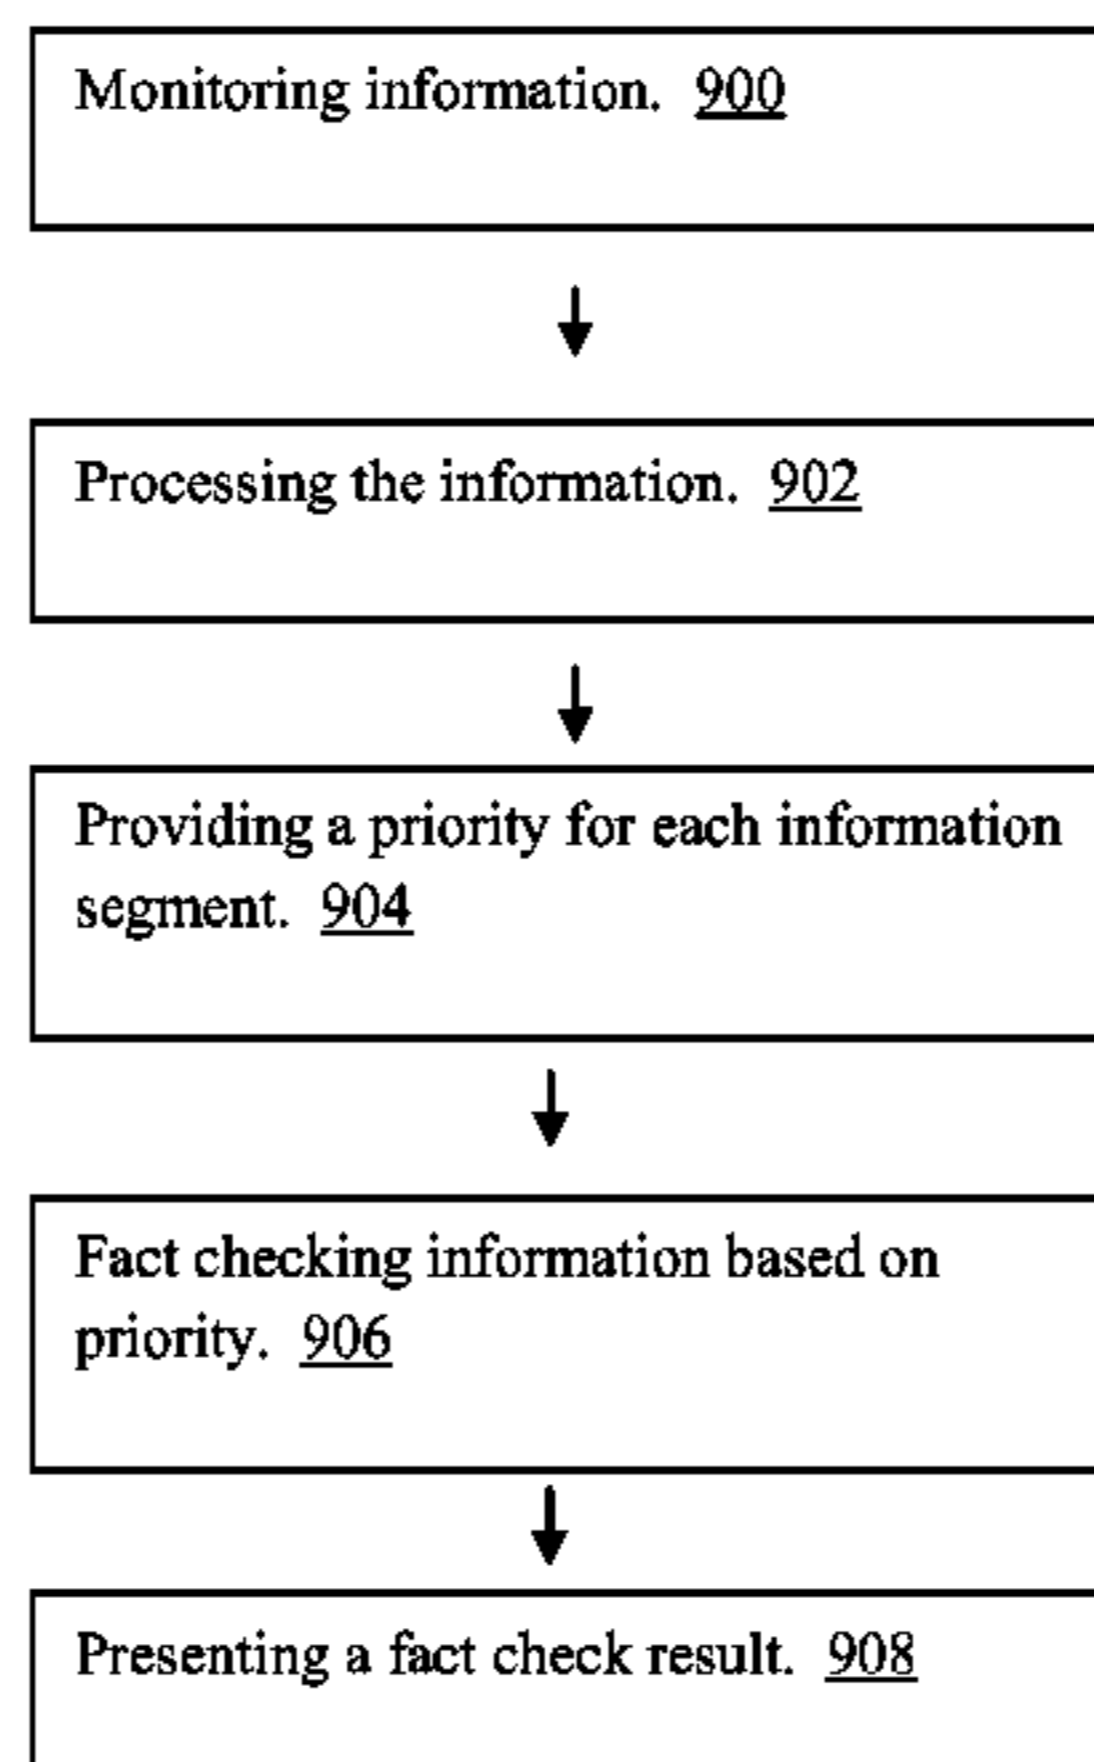 Monitoring information. 900
Processing the information. 902
Providing a priority for each information
segment. 904
Fact checking information based on
priority. 906
Presenting a fact check result. 908